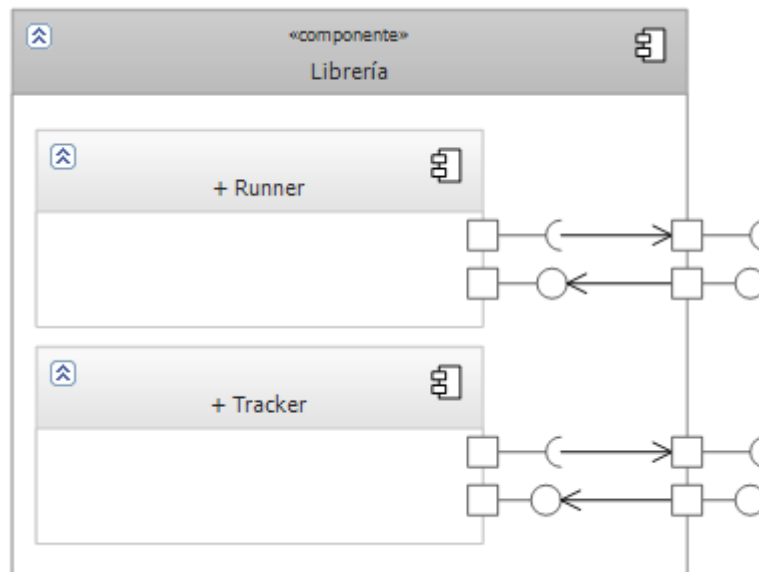 «componente»
Librería
+ Runner
+ Tracker